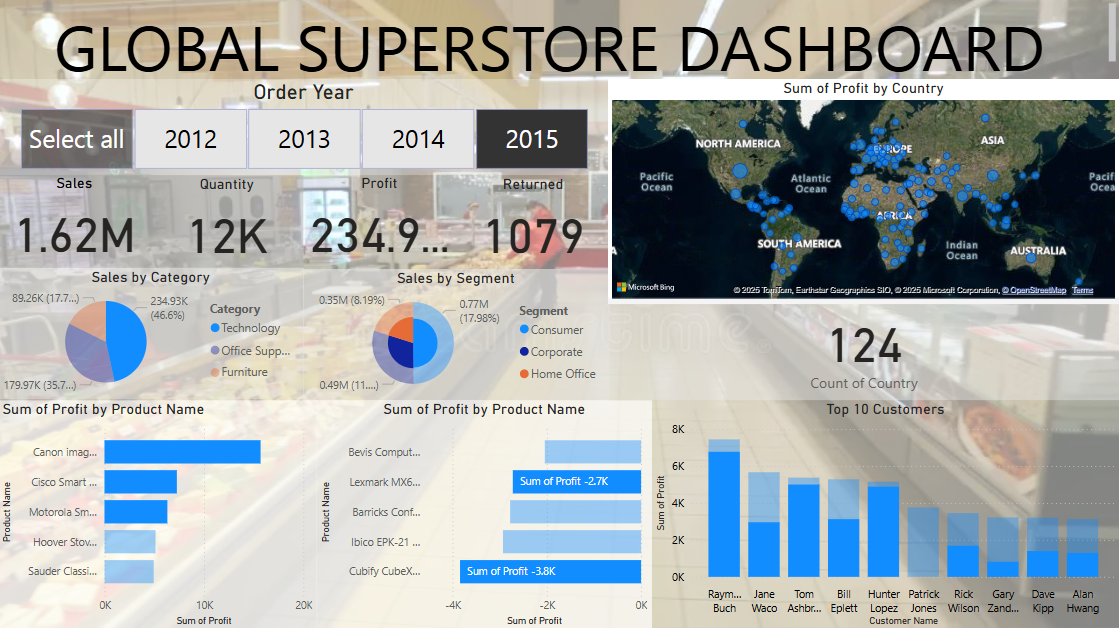 GLOBAL SUPERSTORE DASHBOARD
Order Year
Select all
2012
2013
2014
2015
Sales
Quantity
Profit
Returned
1.62M
12K
234.9...
1079
Sum of Profit by Country
NORTH AMERICA
EUROPE
ASIA
Pacific
Ocean
Atlantic
Ocean
Pacif
Ocea
AFRICA
SOUTH AMERICA
Indian
Ocean
AUSTRALIA
Microsoft Bing
© 2025 TomTom, Earthstar Geographics SIO, © 2025 Microsoft Corporation, © OpenStreetMap Terms
Sales by Category
89.26K (17.7...)
234.93K
(46.6%)
179.97K (35.7...)
Category
Technology
Office Supp...
Furniture
Sales by Segment
0.35M (8.19%)
0.77M
(17.98%)
0.49M (11....)
Segment
Consumer
Corporate
Home Office
124
Count of Country
Sum of Profit by Product Name
Product Name
Canon imag...
Cisco Smart ...
Motorola Sm...
Hoover Stov...
Sauder Classi...
0K 10K 20K
Sum of Profit
Sum of Profit by Product Name
Product Name
Bevis Comput...
Lexmark MX6...
Sum of Profit -2.7K
Barricks Conf...
Ibico EPK-21 ...
Cubify CubeX...
Sum of Profit -3.8K
-4K -2K 0K
Sum of Profit
Top 10 Customers
Sum of Profit
8K
6K
4K
2K
0K
Raym...
Buch
Jane
Waco
Tom
Ashbr...
Bill
Eplett
Hunter
Lopez
Patrick
Jones
Rick
Wilson
Gary
Zand...
Dave
Kipp
Alan
Hwang
Customer Name